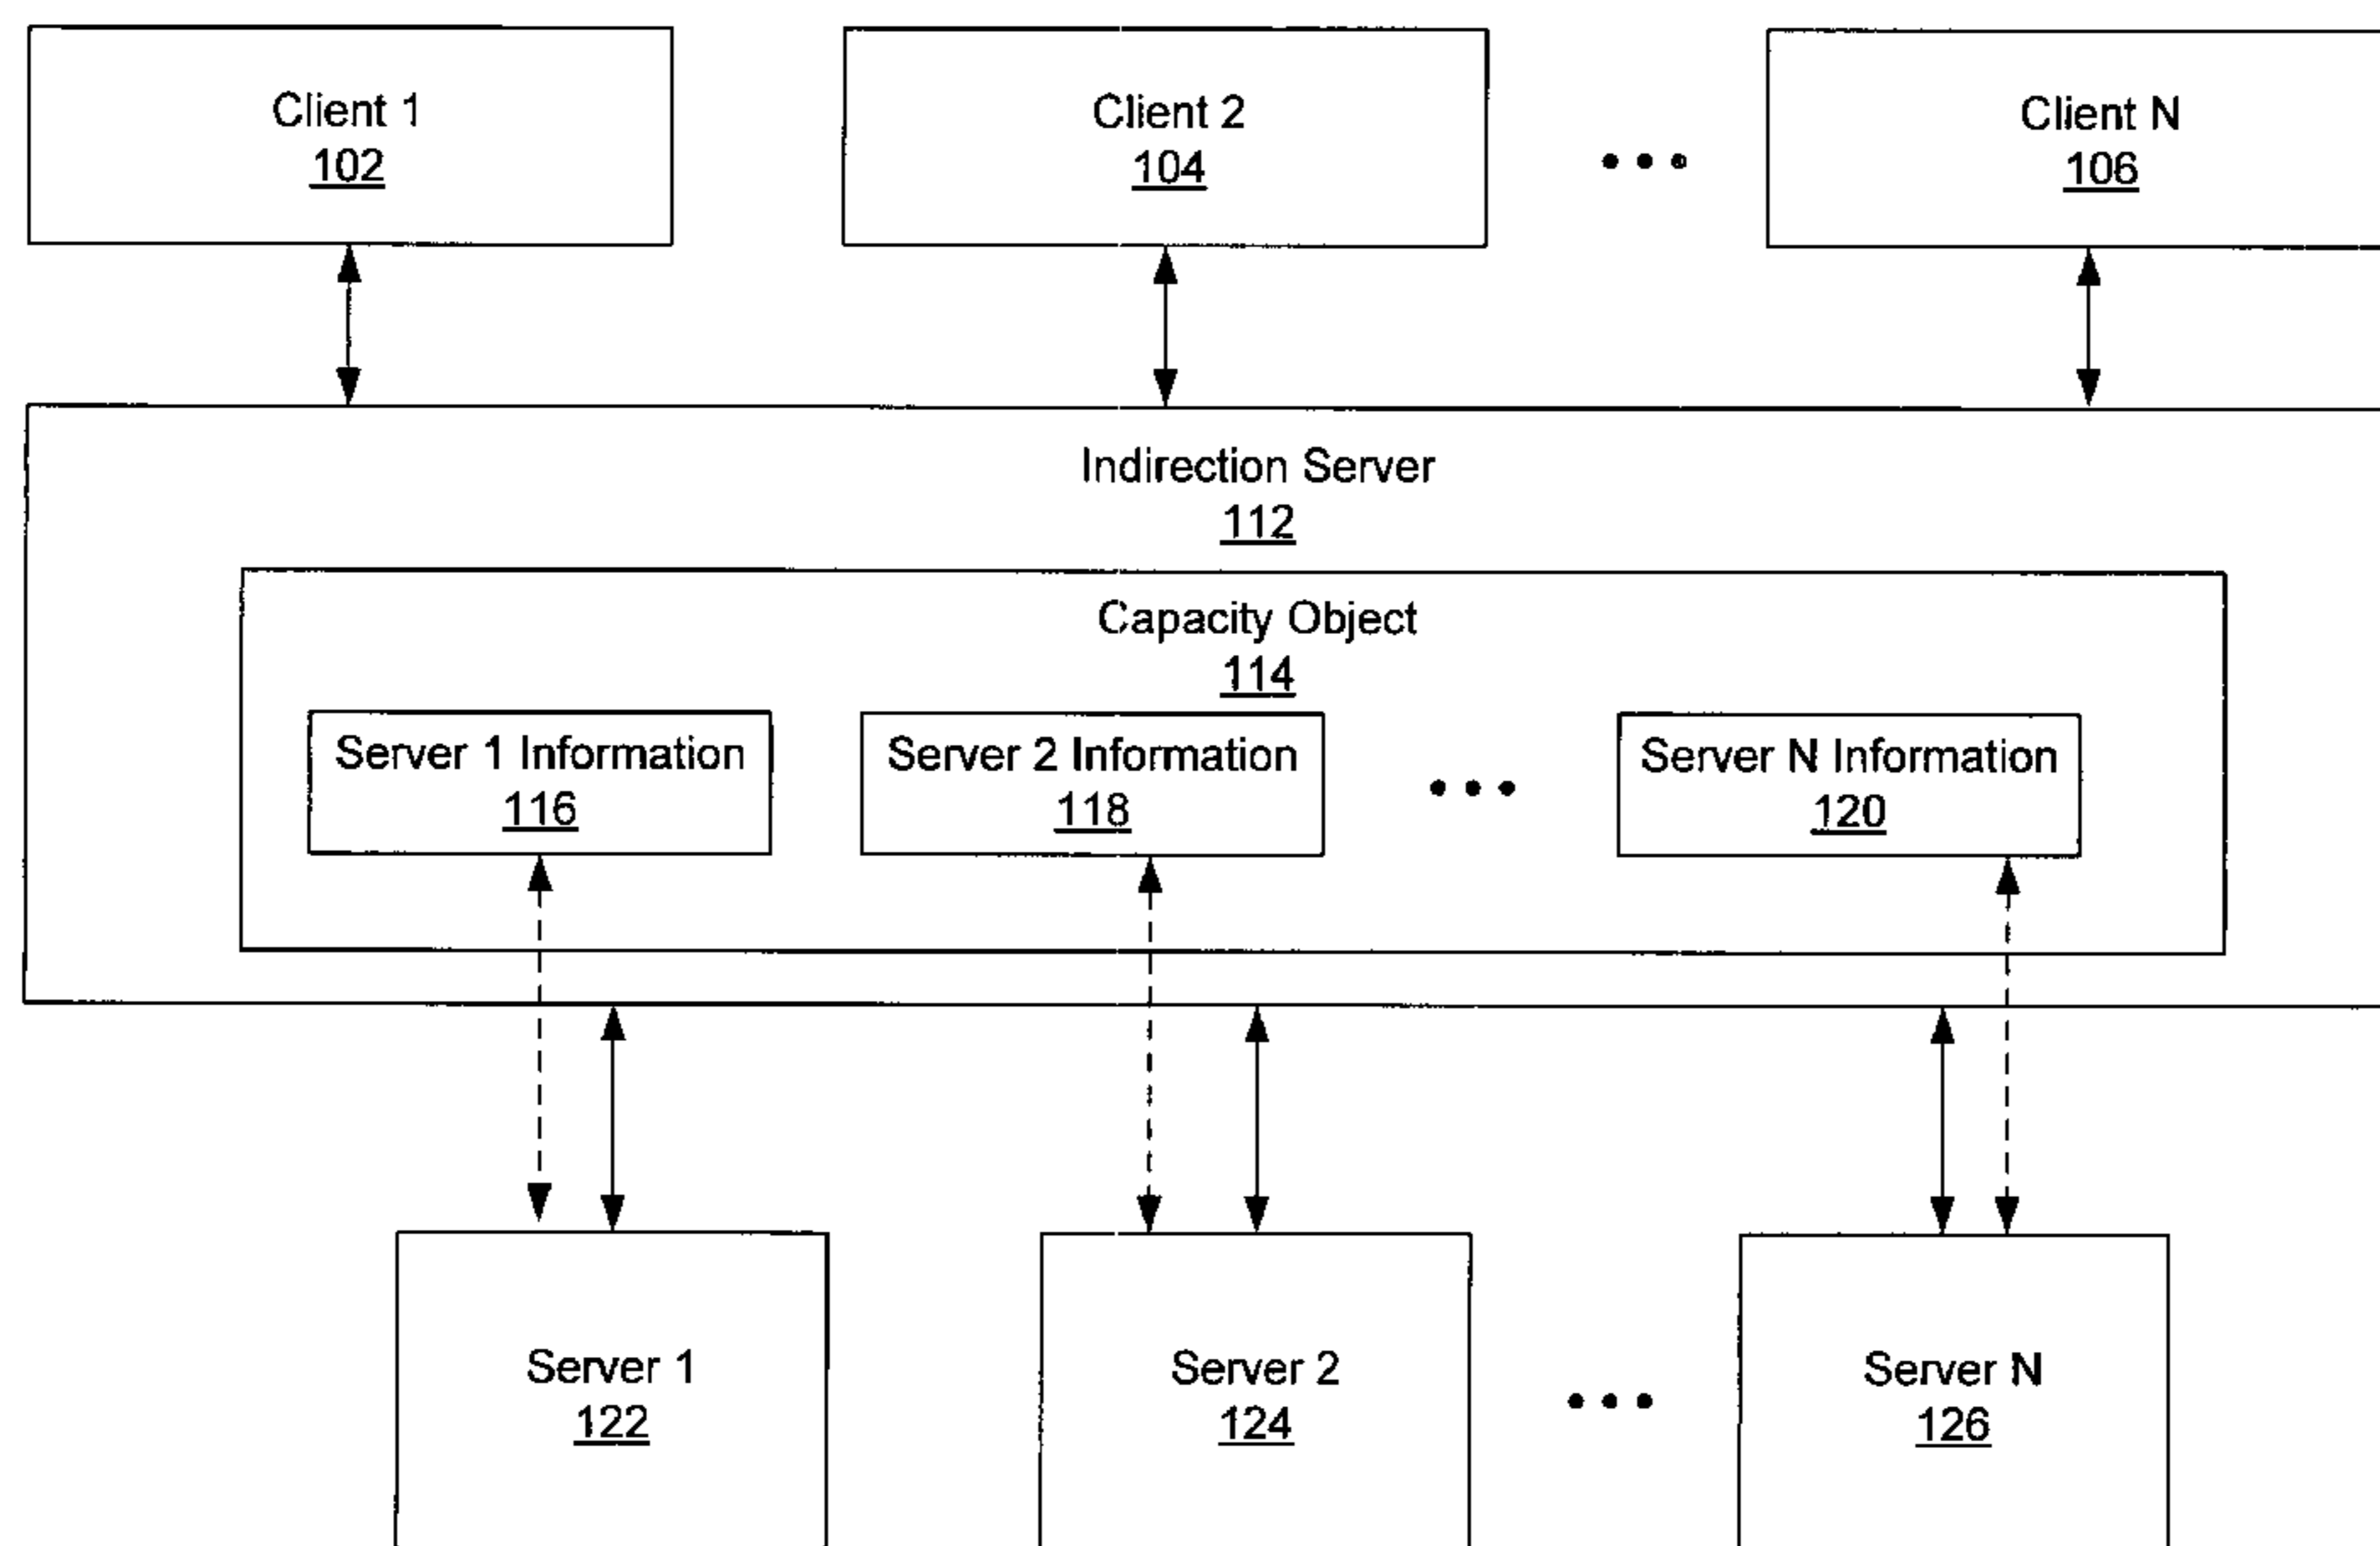 Client 1
102
Client 2
104
Client N
106
Indirection Server
112
Capacity Object
114
Server 1 Information
116
Server 2 Information
118
Server N Information
120
Server 1
122
Server 2
124
Server N
126